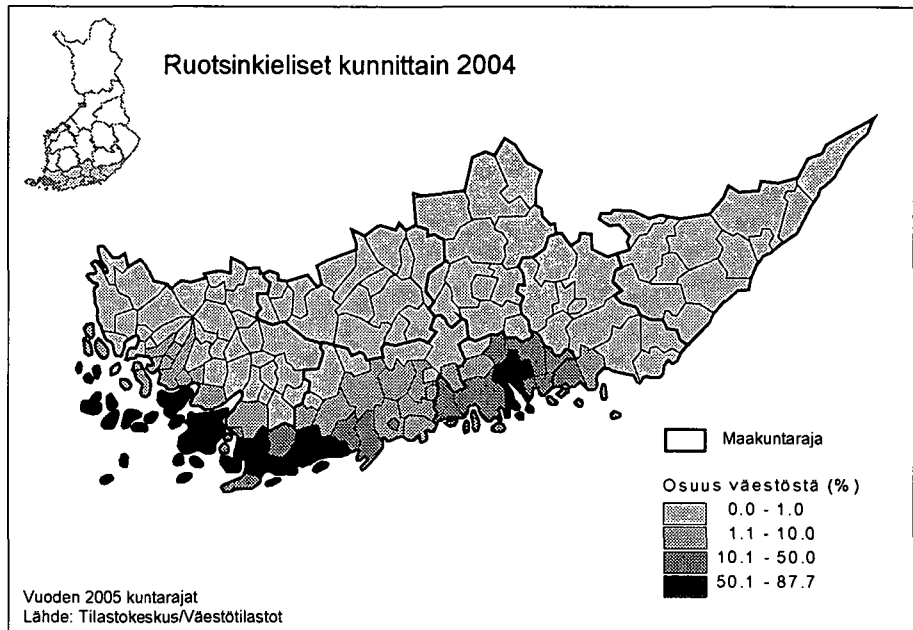 Ruotsinkieliset kunnittain 2004
Maakuntaraja
Osuus väestöstä (%)
0.0 - 1.0
1.1 - 10.0
10.1 - 50.0
50.1 - 87.7
Vuoden 2005 kuntarajat
Lähde: Tilastokeskus/Väestötilastot